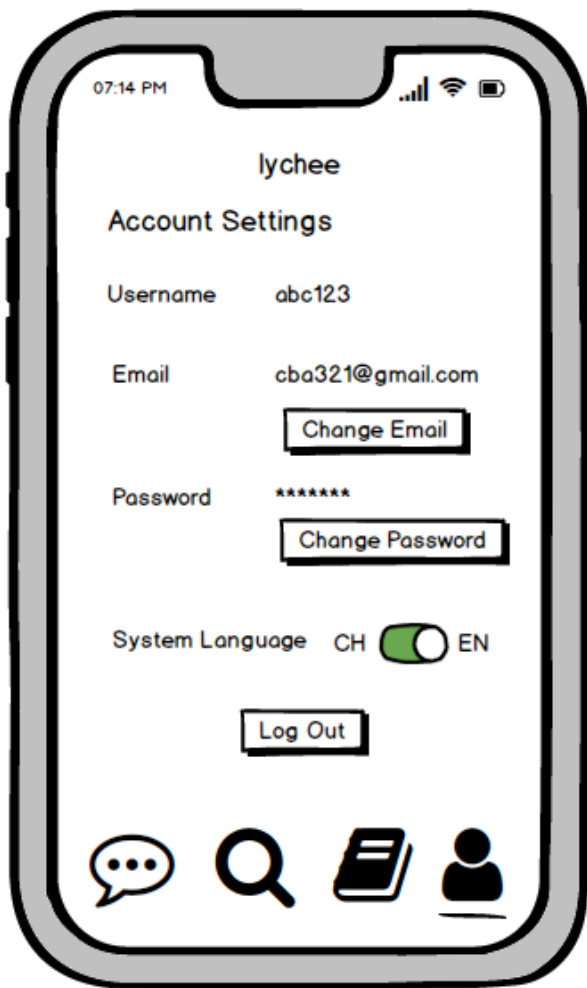 07:14 PM
lychee
Account Settings
Username abc123
Email cba321@gmail.com
Change Email
Password *******
Change Password
System Language CH EN
Log Out